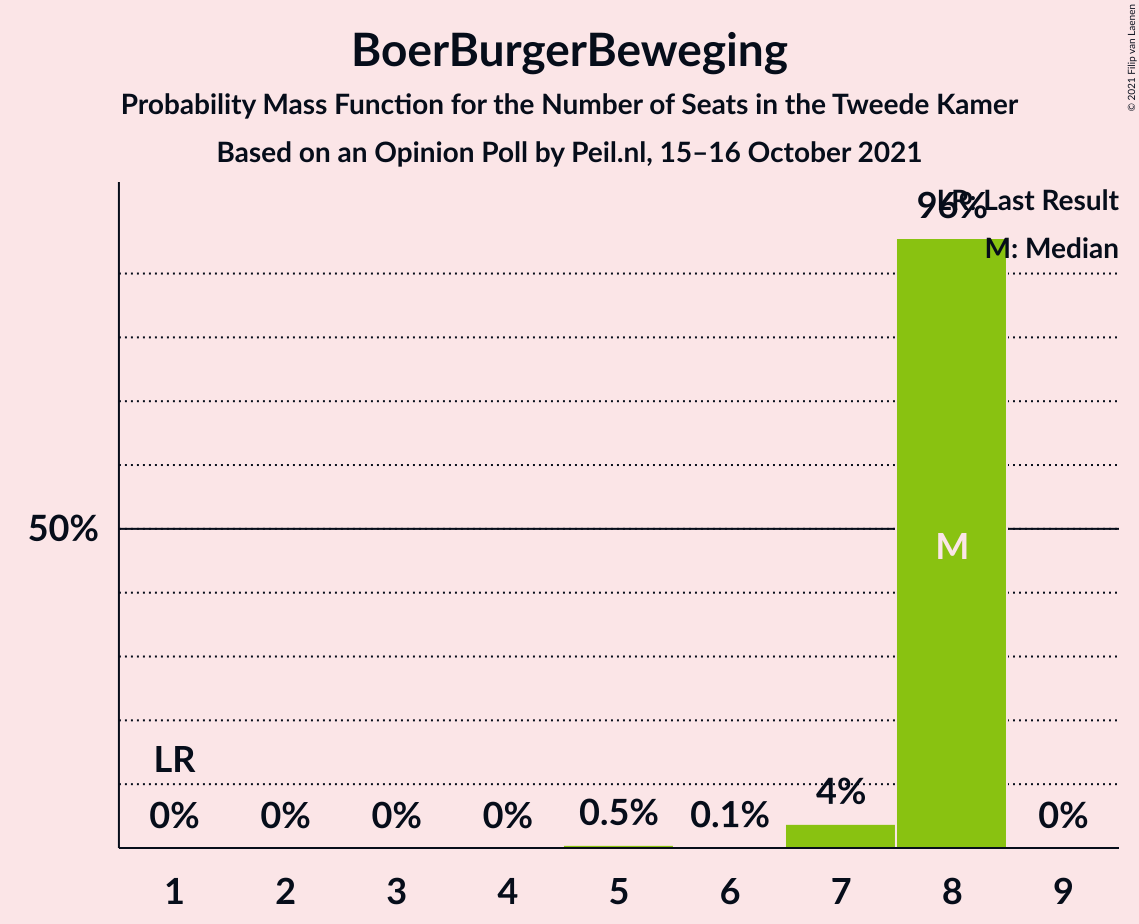 BoerBurgerBeweging
Probability Mass Function for the Number of Seats in the Tweede Kamer
Based on an Opinion Poll by Peil.nl, 15–16 October 2021
© 2021 Filip van Laenen
LR: Last Result
M: Median
96%
50%
M
LR
0% 0% 0% 0% 0.5% 0.1% 4% 0%
1 2 3 4 5 6 7 8 9